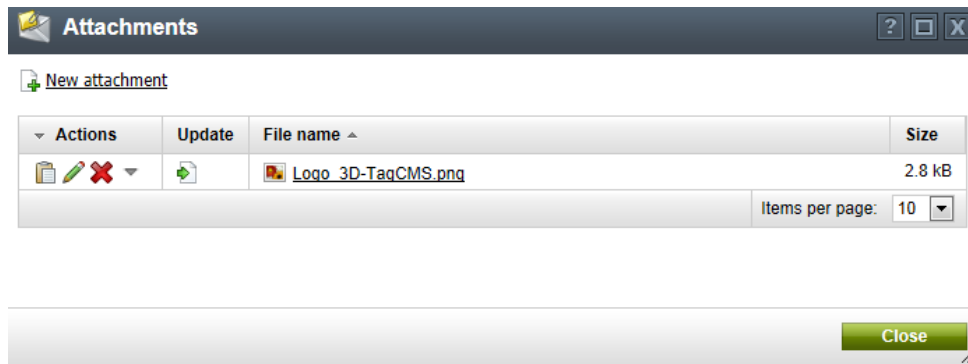 Attachments
New attachment
Actions Update File name Size
Logo_3D-TagCMS.png 2.8 kB
Items per page: 10
Close